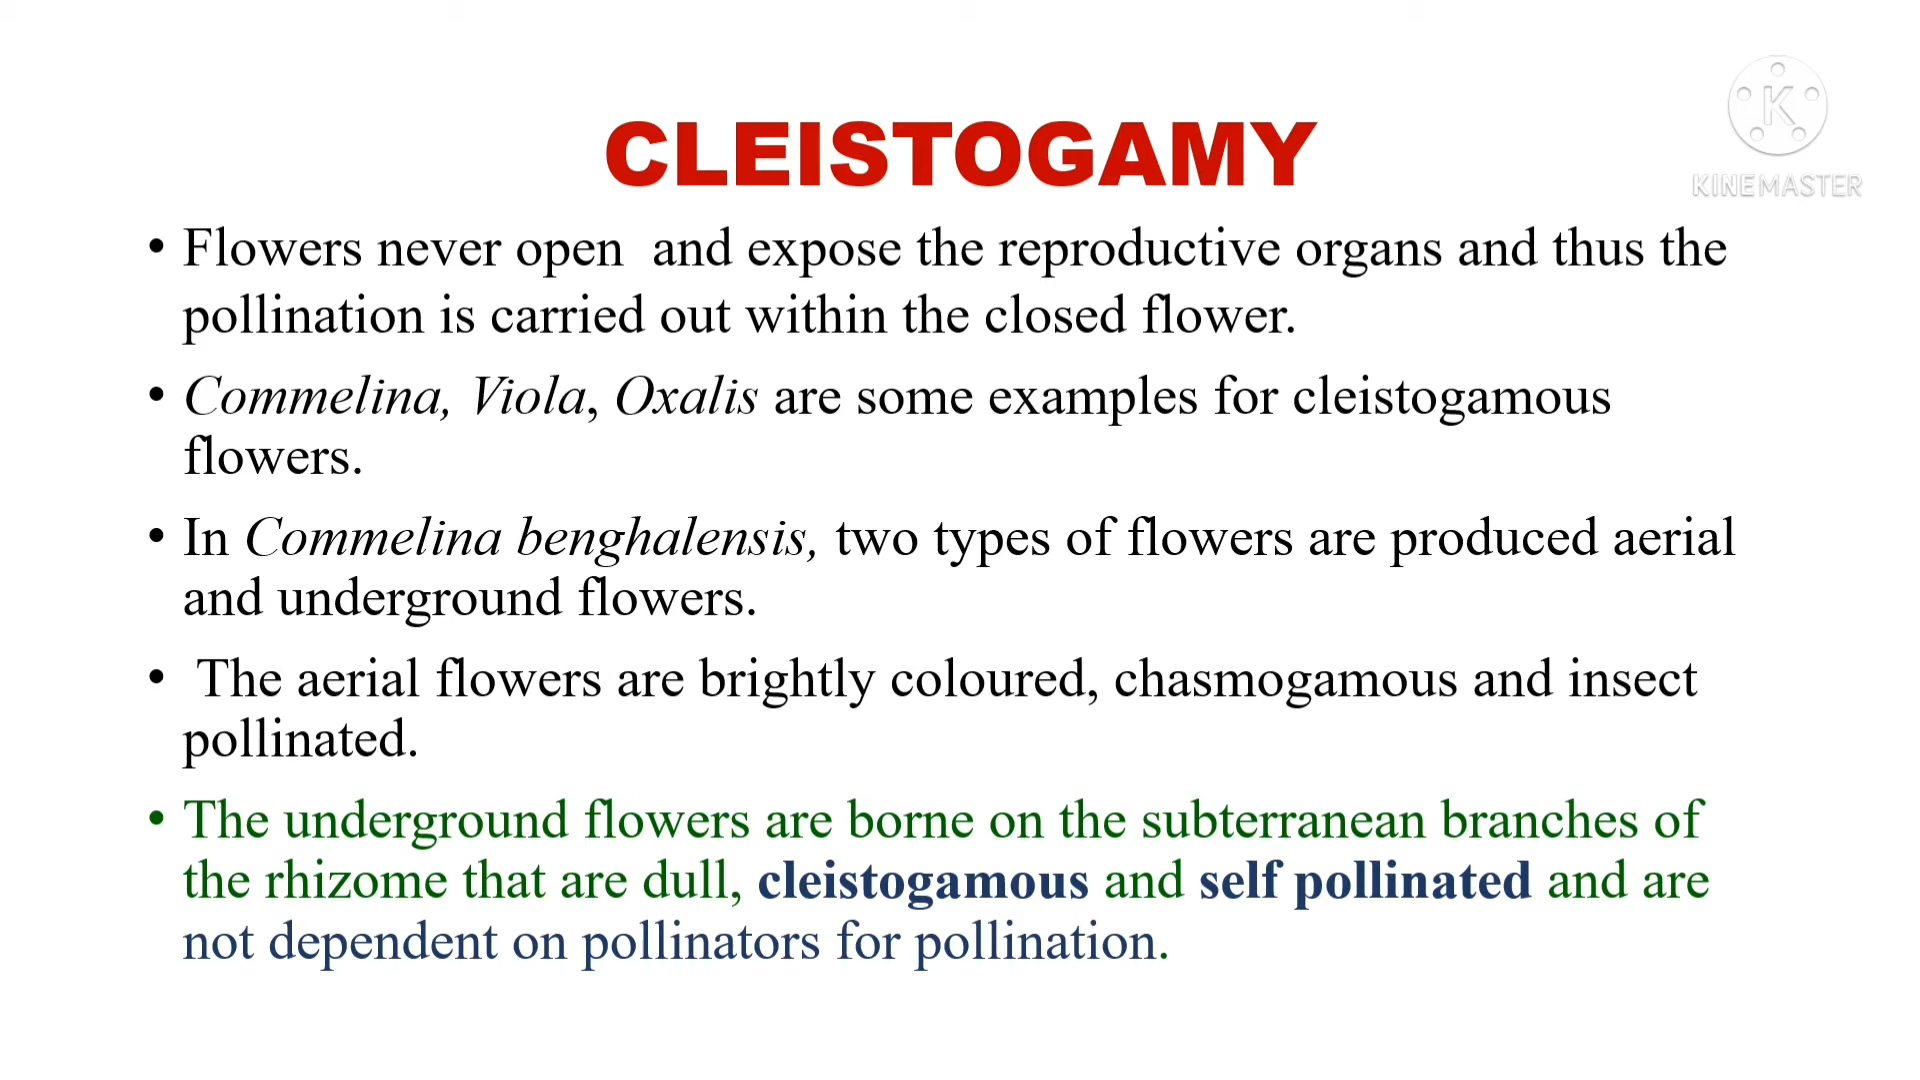 CLEISTOGAMY
K
KINEMASTER
• Flowers never open  and expose the reproductive organs and thus the
pollination is carried out within the closed flower.
• Commelina, Viola, Oxalis are some examples for cleistogamous
flowers.
• In Commelina benghalensis, two types of flowers are produced aerial
and underground flowers.
• The aerial flowers are brightly coloured, chasmogamous and insect
pollinated.
• The underground flowers are borne on the subterranean branches of
the rhizome that are dull, cleistogamous and self pollinated and are
not dependent on pollinators for pollination.